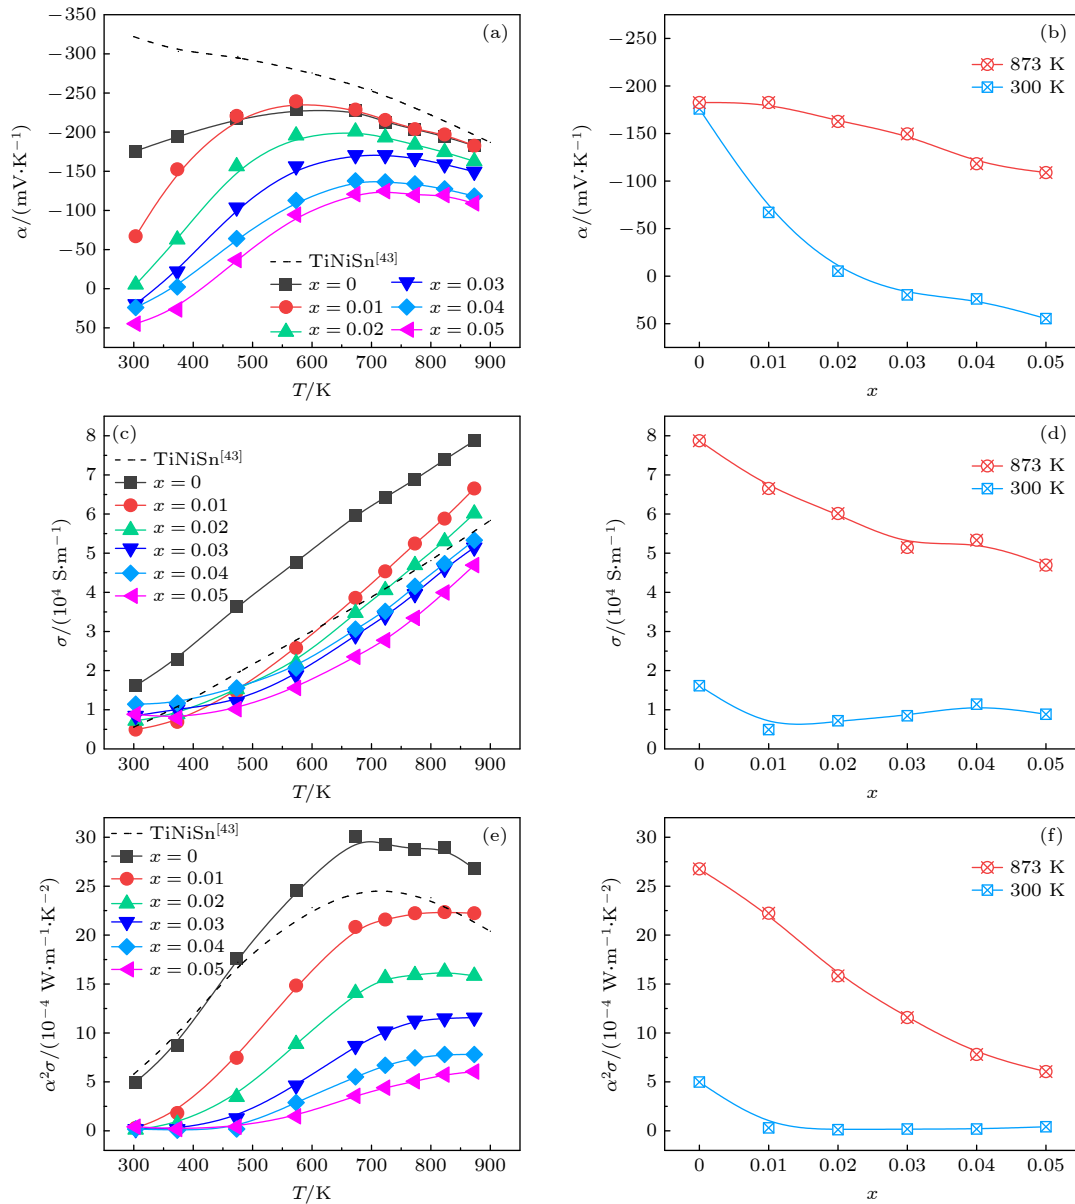 (a)
−350
−300
−250
−200
−150
−100
−50
0
50
α/(mV·K⁻¹)
TiNiSn[43]
x = 0
x = 0.01
x = 0.02
x = 0.03
x = 0.04
x = 0.05
300 400 500 600 700 800 900
T/K
(b)
−250
−200
−150
−100
−50
0
50
α/(mV·K⁻¹)
873 K
300 K
0 0.01 0.02 0.03 0.04 0.05
x
(c)
8
7
6
5
4
3
2
1
0
σ/(10⁴ S·m⁻¹)
TiNiSn[43]
x = 0
x = 0.01
x = 0.02
x = 0.03
x = 0.04
x = 0.05
300 400 500 600 700 800 900
T/K
(d)
8
7
6
5
4
3
2
1
0
σ/(10⁴ S·m⁻¹)
873 K
300 K
0 0.01 0.02 0.03 0.04 0.05
x
(e)
30
25
20
15
10
5
0
α²σ/(10⁻⁴ W·m⁻¹·K⁻²)
TiNiSn[43]
x = 0
x = 0.01
x = 0.02
x = 0.03
x = 0.04
x = 0.05
300 400 500 600 700 800 900
T/K
(f)
30
25
20
15
10
5
0
α²σ/(10⁻⁴ W·m⁻¹·K⁻²)
873 K
300 K
0 0.01 0.02 0.03 0.04 0.05
x